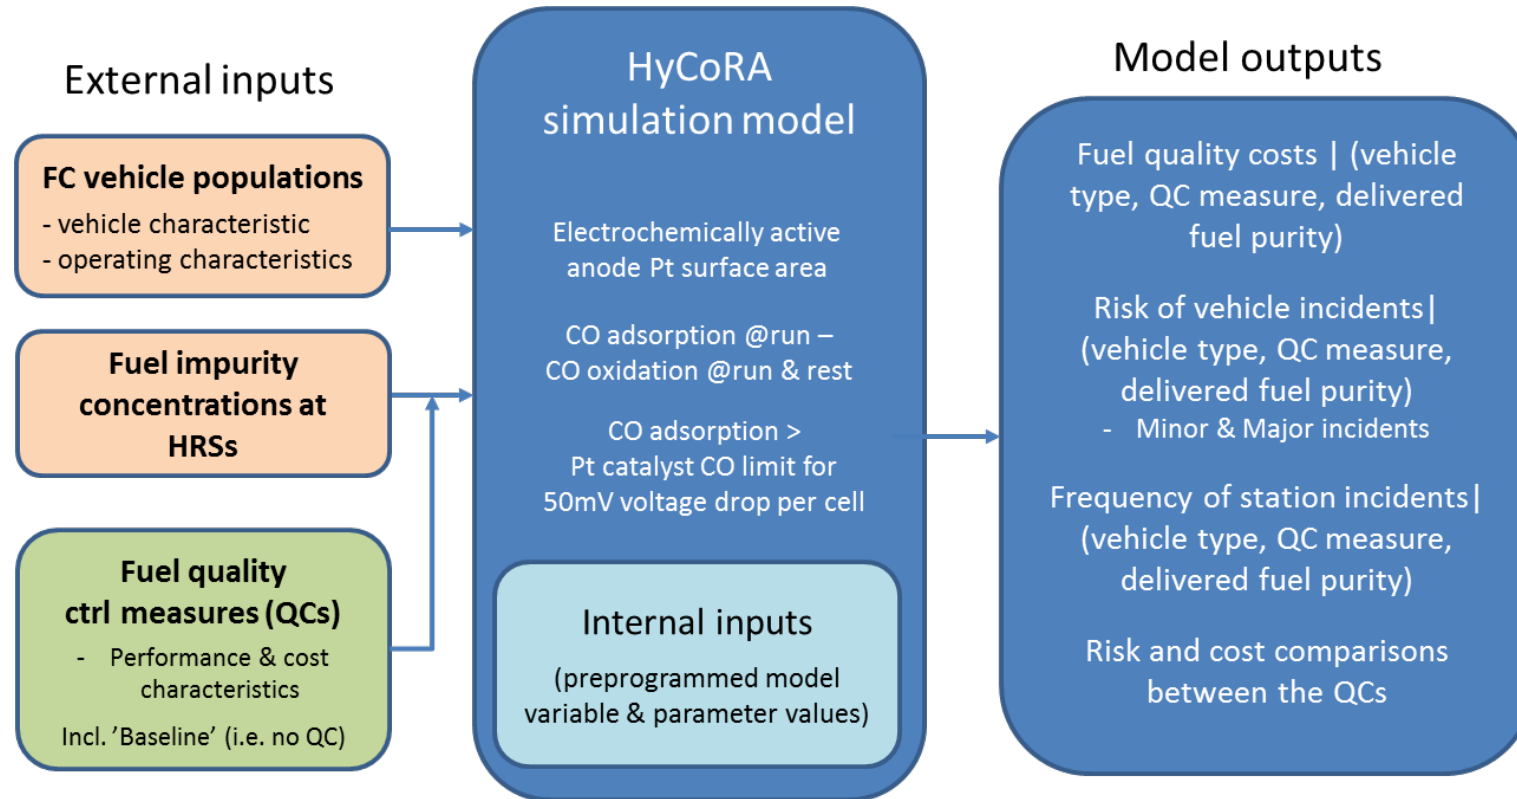 External inputs
FC vehicle populations
- vehicle characteristic
- operating characteristics
Fuel impurity
concentrations at
HRSs
Fuel quality
ctrl measures (QCs)
- Performance & cost
characteristics
Incl. ’Baseline’ (i.e. no QC)
HyCoRA
simulation model
Electrochemically active
anode Pt surface area
CO adsorption @run –
CO oxidation @run & rest
CO adsorption >
Pt catalyst CO limit for
50mV voltage drop per cell
Internal inputs
(preprogrammed model
variable & parameter values)
Model outputs
Fuel quality costs | (vehicle
type, QC measure, delivered
fuel purity)
Risk of vehicle incidents|
(vehicle type, QC measure,
delivered fuel purity)
- Minor & Major incidents
Frequency of station incidents|
(vehicle type, QC measure,
delivered fuel purity)
Risk and cost comparisons
between the QCs